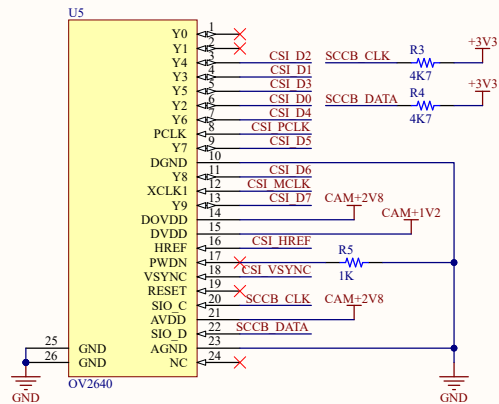 U5
Y0 1
Y1 2
Y4 3 CSI_D2 SCCB_CLK R3 4K7 +3V3
Y3 4 CSI_D1
Y5 5 CSI_D3
Y2 6 CSI_D0 SCCB_DATA R4 4K7 +3V3
Y6 7 CSI_D4
PCLK 8 CSI_PCLK
Y7 9 CSI_D5
DGND 10
Y8 11 CSI_D6
XCLK1 12 CSI_MCLK
Y9 13 CSI_D7
DOVDD 14 CAM+2V8
DVDD 15 CAM+1V2
HREF 16 CSI_HREF
PWDN 17 R5 1K
VSYNC 18 CSI_VSYNC
RESET 19
SIO_C 20 SCCB_CLK
AVDD 21 CAM+2V8
SIO_D 22 SCCB_DATA
25 GND AGND 23
26 GND NC 24
OV2640
GND GND